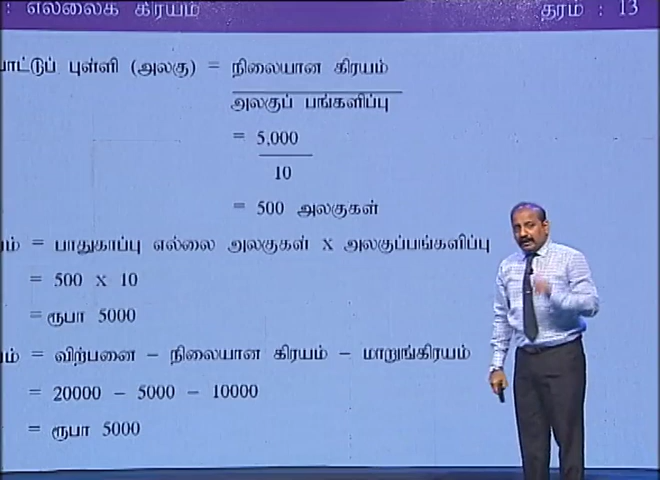 : எல்லைக் கிரயம்
தரம் : 13
புள்ளி (அலகு) = நிலையான கிரயம்
அலகுப் பங்களிப்பு
= 5,000
10
= 500 அலகுகள்
= பாதுகாப்பு எல்லை அலகுகள் x அலகுப்பங்களிப்பு
= 500 x 10
= ரூபா 5000
= விற்பனை – நிலையான கிரயம் – மாறுங்கிரயம்
= 20000 – 5000 – 10000
= ரூபா 5000